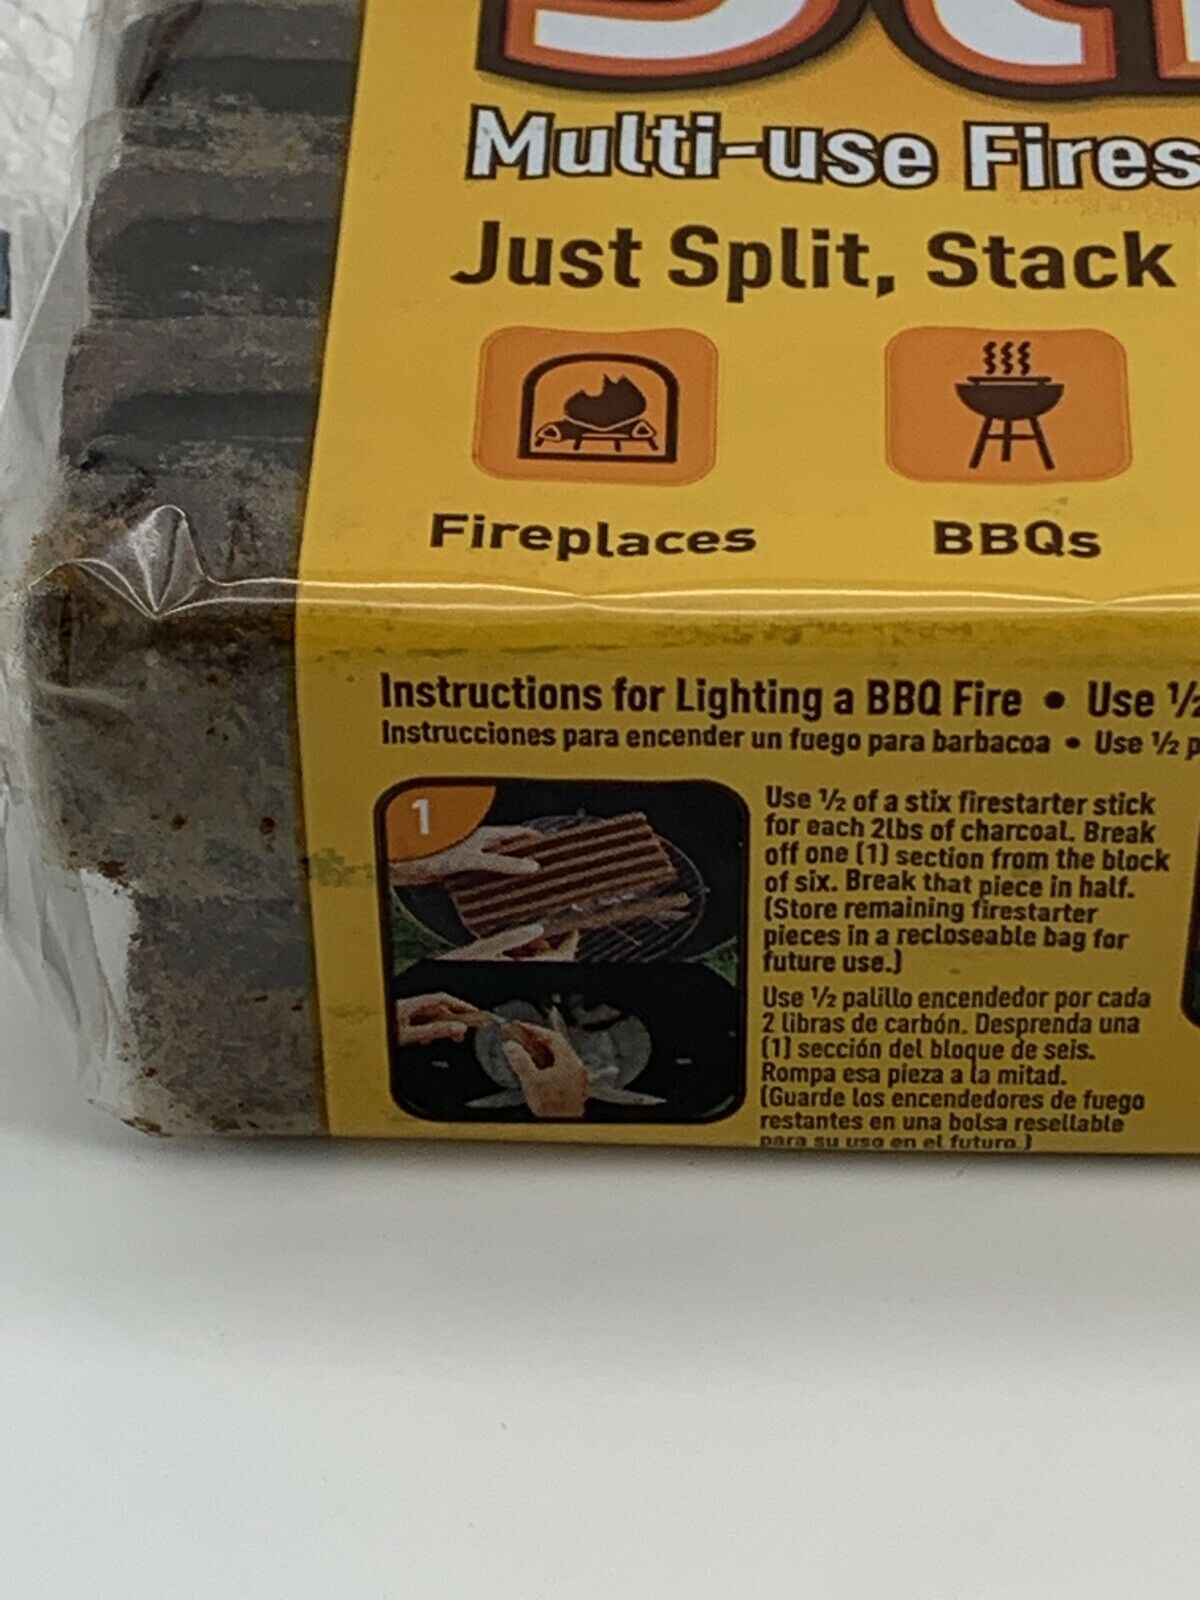 Multi-use Fires
Just Split, Stack
Fireplaces
BBQs
Instructions for Lighting a BBQ Fire • Use ½
Instrucciones para encender un fuego para barbacoa • Use ½ p
1
Use ½ of a stix firestarter stick
for each 2lbs of charcoal. Break
off one (1) section from the block
of six. Break that piece in half.
(Store remaining firestarter
pieces in a recloseable bag for
future use.)
Use ½ palillo encendedor por cada
2 libras de carbón. Desprenda una
(1) sección del bloque de seis.
Rompa esa pieza a la mitad.
(Guarde los encendedores de fuego
restantes en una bolsa resellable
para su uso en el futuro.)